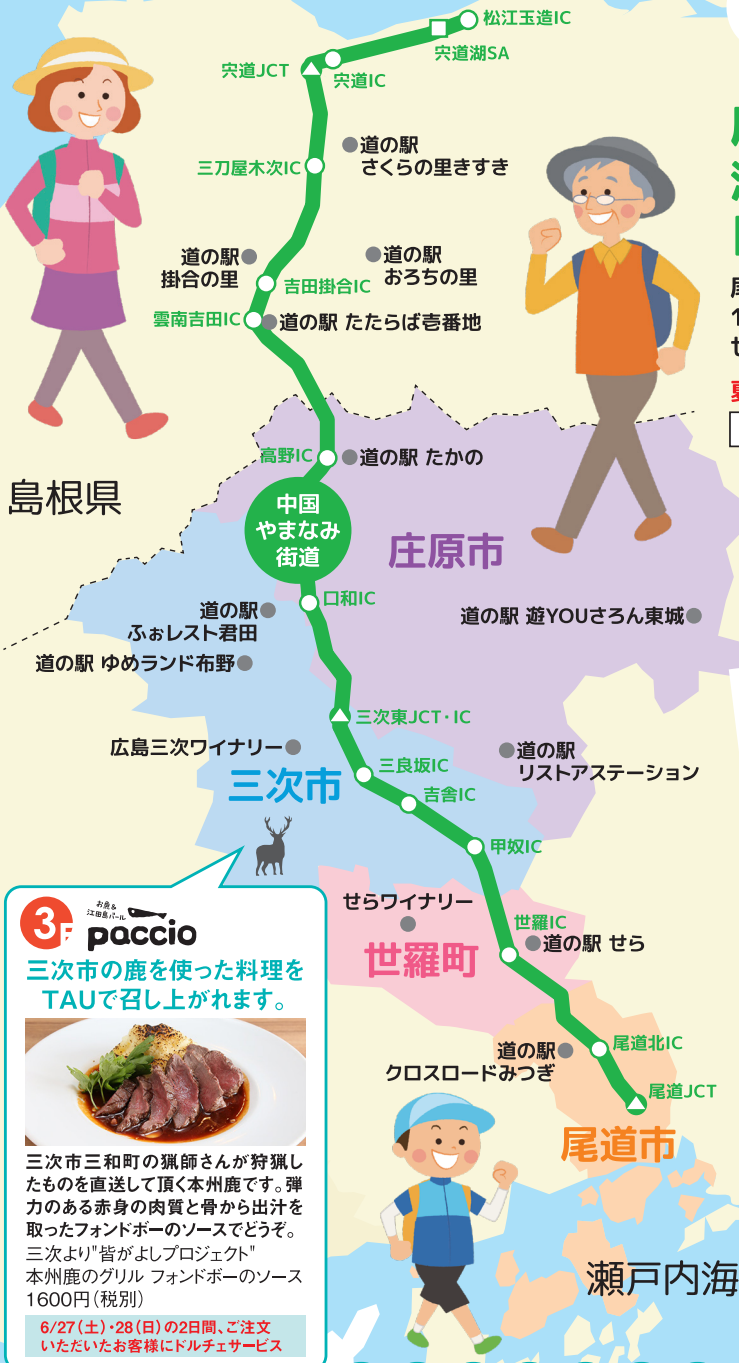 松江玉造IC
宍道湖SA
宍道JCT
宍道IC
道の駅
さくらの里きすき
三刀屋木次IC
道の駅
掛合の里
道の駅
おろちの里
吉田掛合IC
雲南吉田IC
道の駅 たたらば壱番地
高野IC
道の駅 たかの
島根県
中国
やまなみ
街道
庄原市
口和IC
道の駅
ふぉレスト君田
道の駅 遊YOUさろん東城
道の駅 ゆめランド布野
三次東JCT・IC
広島三次ワイナリー
三良坂IC
道の駅
リストアステーション
三次市
吉舎IC
甲奴IC
せらワイナリー
世羅IC
道の駅 せら
世羅町
尾道北IC
道の駅
クロスロードみつぎ
尾道JCT
尾道市
瀬戸内海
3F
お魚&
江田島パール
paccio
三次市の鹿を使った料理を
TAUで召し上がれます。
三次市三和町の猟師さんが狩猟し
たものを直送して頂く本州鹿です。弾
力のある赤身の肉質と骨から出汁を
取ったフォンドボーのソースでどうぞ。
三次より"皆がよしプロジェクト"
本州鹿のグリル フォンドボーのソース
1600円(税別)
6/27(土)・28(日)の2日間、ご注文
いただいたお客様にドルチェサービス